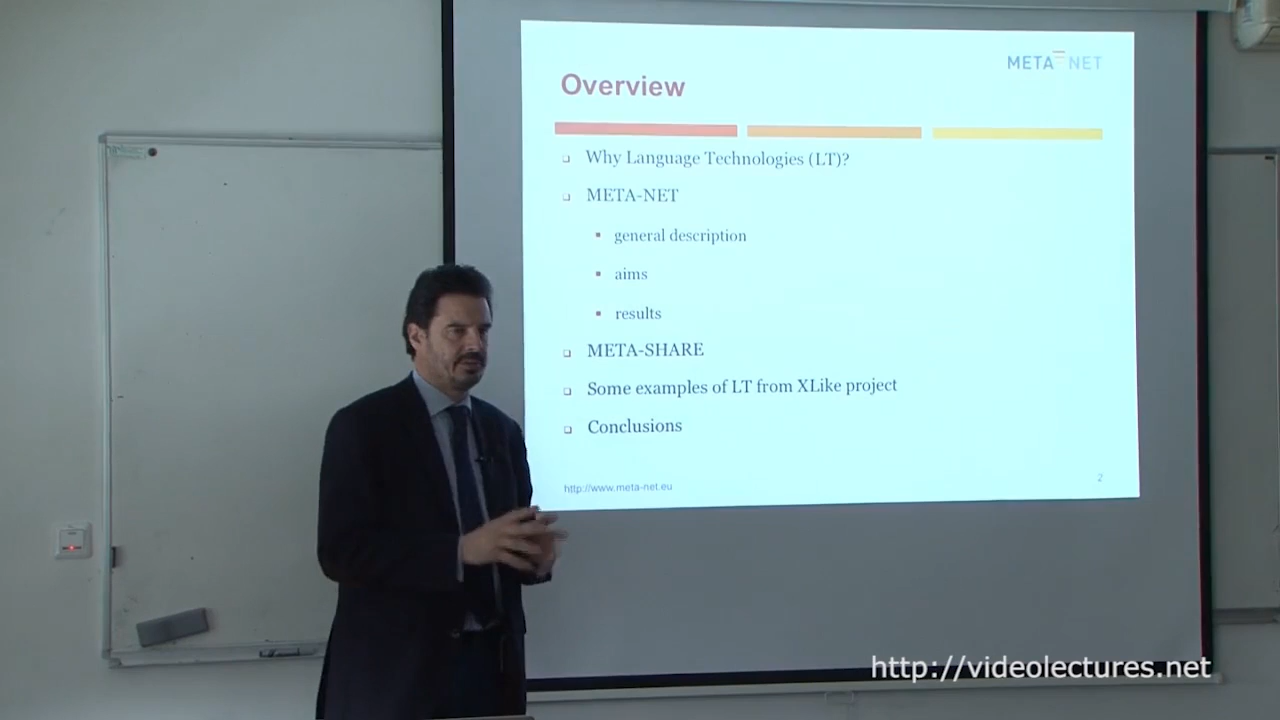 META NET
Overview
Why Language Technologies (LT)?
META-NET
general description
aims
results
META-SHARE
Some examples of LT from XLike project
Conclusions
http://www.meta-net.eu
2
http://videolectures.net